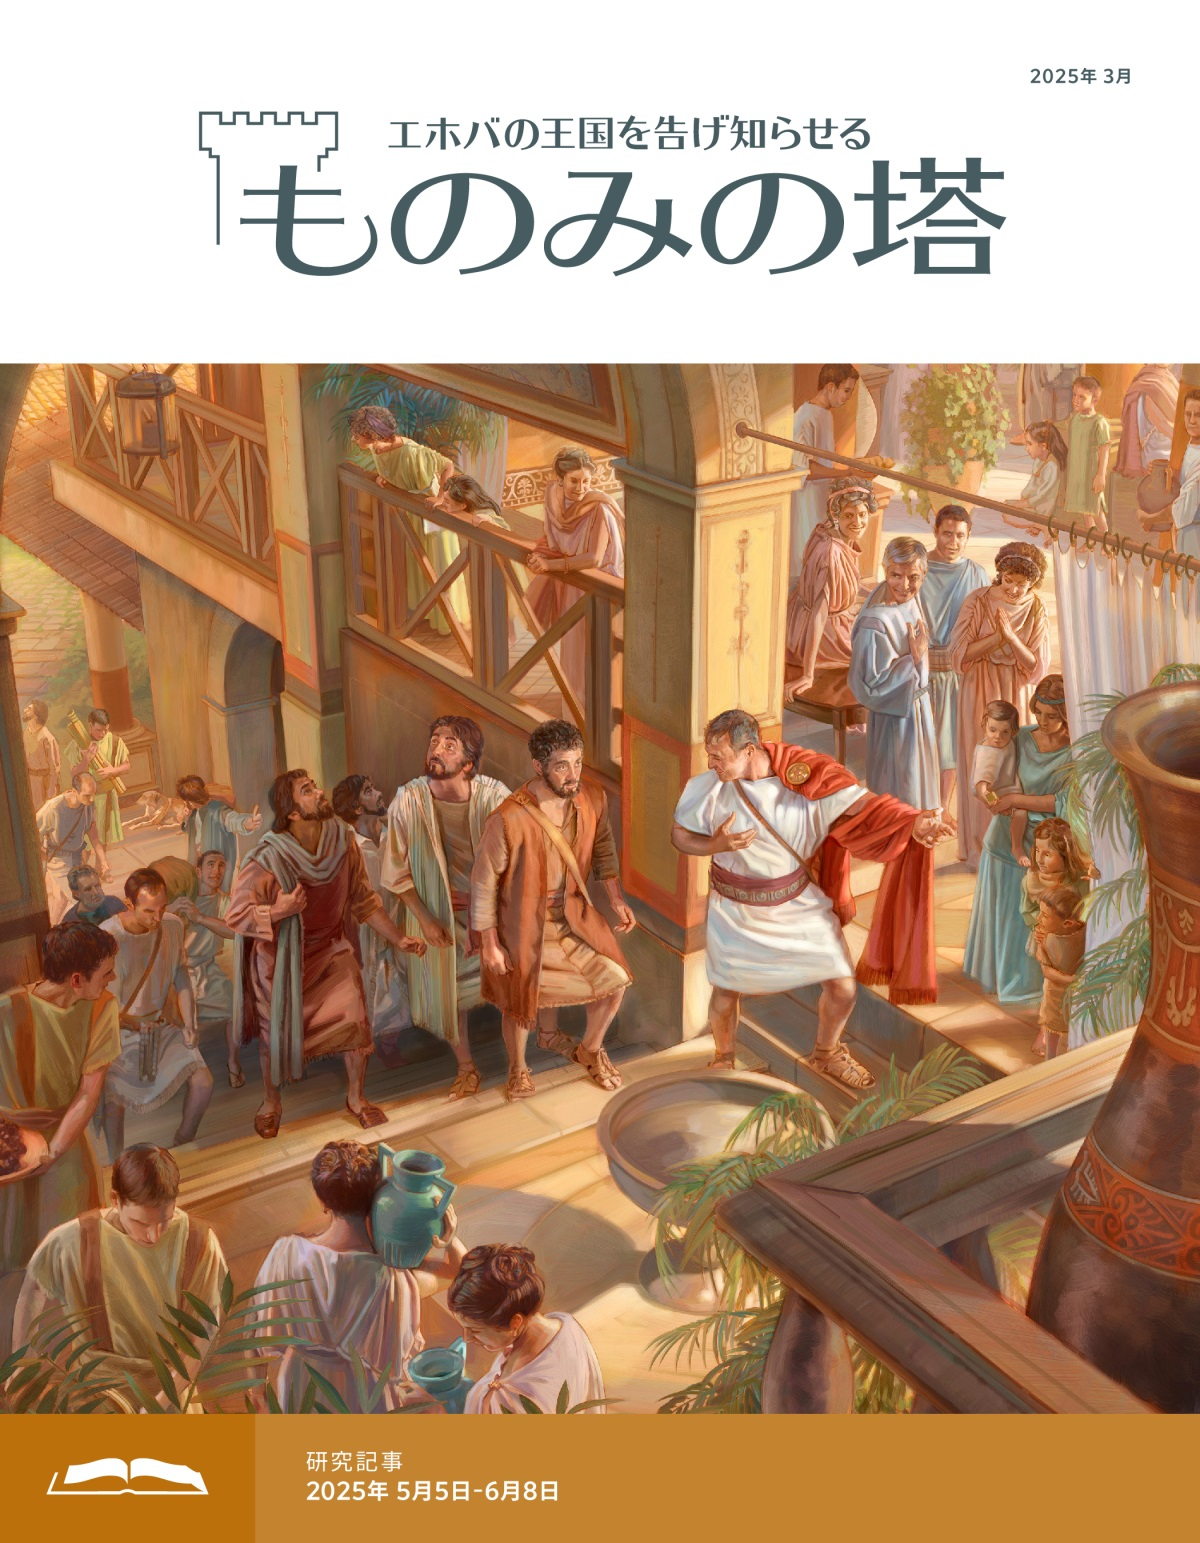 2025年 3月
エホバの王国を告げ知らせる
ものみの塔
研究記事
2025年 5月5日-6月8日